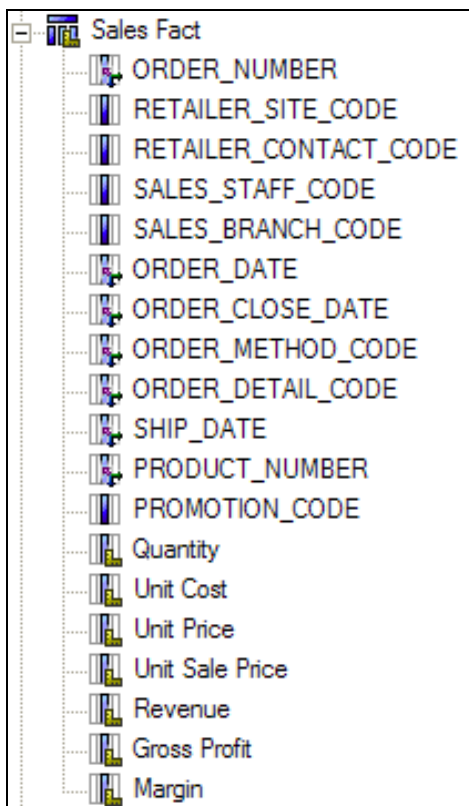 Sales Fact
ORDER_NUMBER
RETAILER_SITE_CODE
RETAILER_CONTACT_CODE
SALES_STAFF_CODE
SALES_BRANCH_CODE
ORDER_DATE
ORDER_CLOSE_DATE
ORDER_METHOD_CODE
ORDER_DETAIL_CODE
SHIP_DATE
PRODUCT_NUMBER
PROMOTION_CODE
Quantity
Unit Cost
Unit Price
Unit Sale Price
Revenue
Gross Profit
Margin